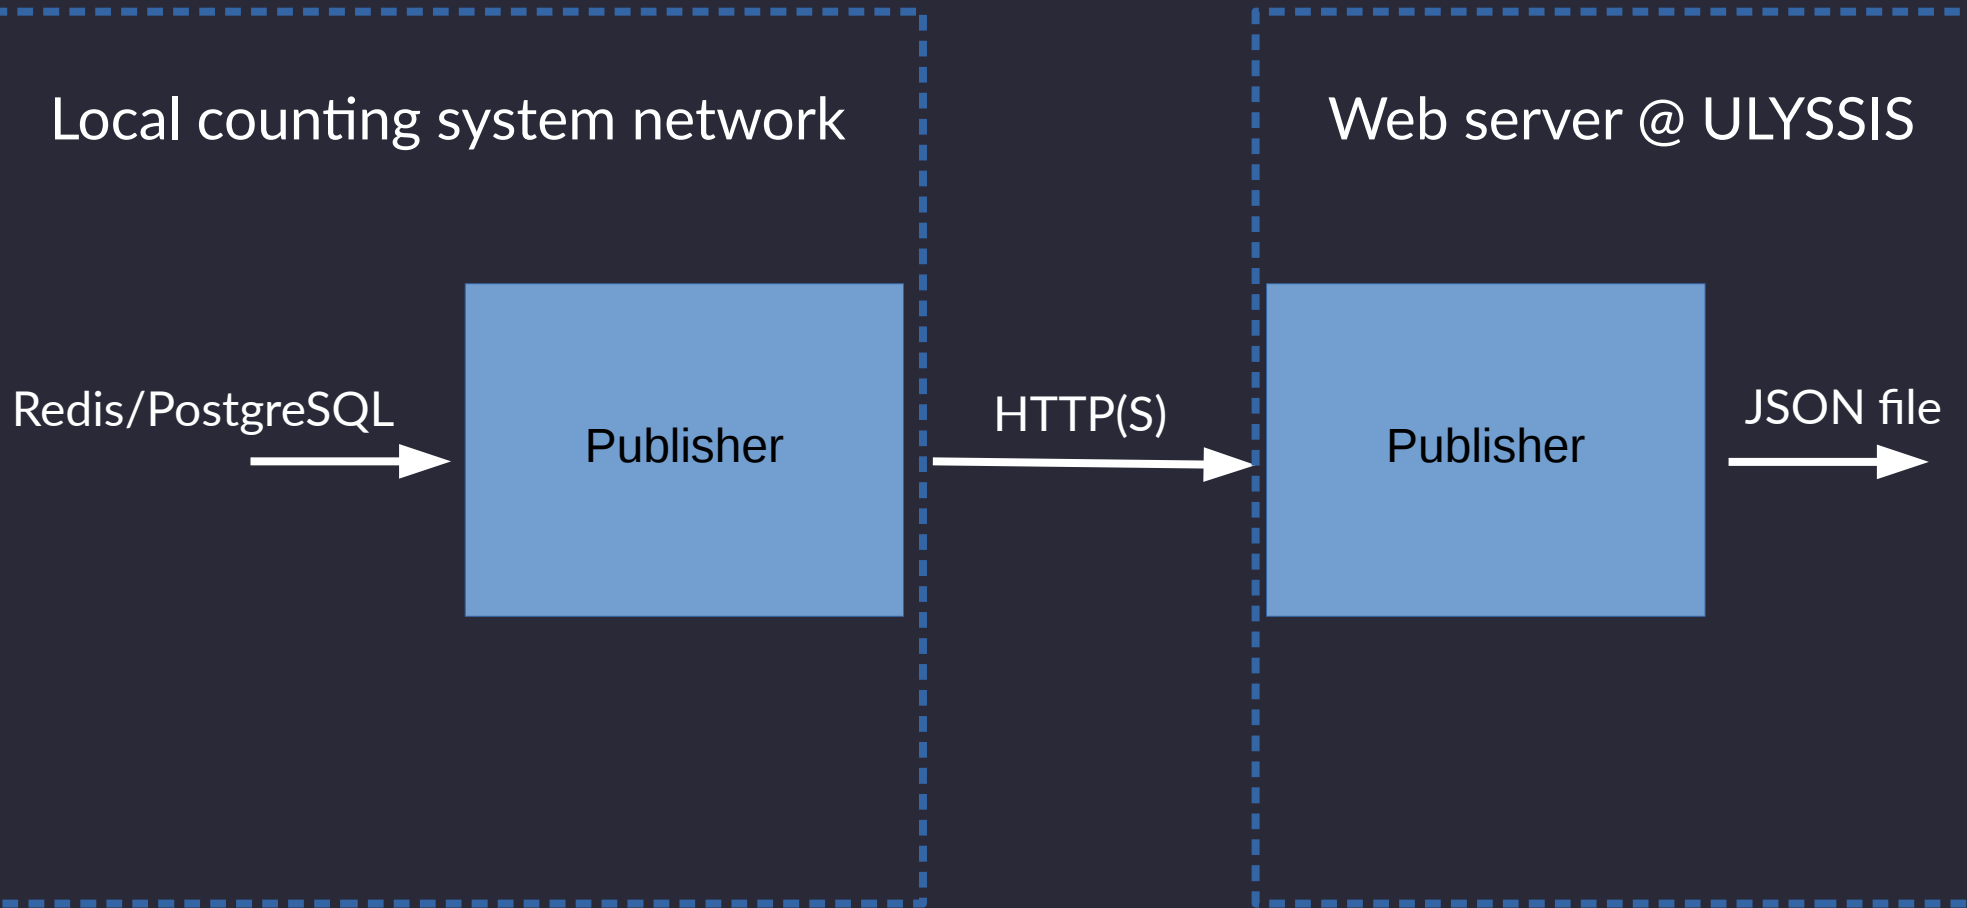 Local counting system network
Web server @ ULYSSIS
Redis/PostgreSQL
Publisher
HTTP(S)
Publisher
JSON file